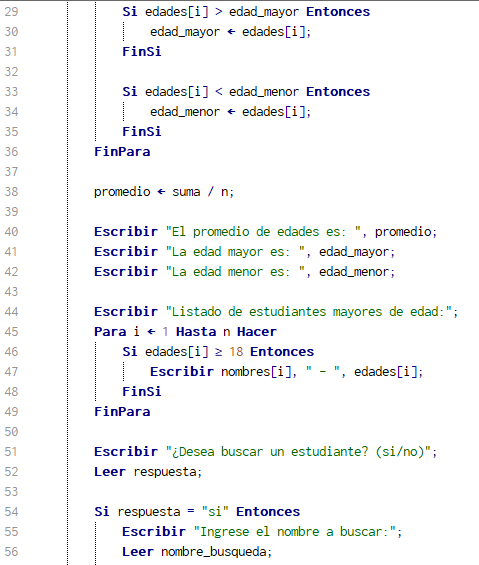 29 Si edades[i] > edad_mayor Entonces
30 edad_mayor ← edades[i];
31 FinSi
32
33 Si edades[i] < edad_menor Entonces
34 edad_menor ← edades[i];
35 FinSi
36 FinPara
37
38 promedio ← suma / n;
39
40 Escribir "El promedio de edades es: ", promedio;
41 Escribir "La edad mayor es: ", edad_mayor;
42 Escribir "La edad menor es: ", edad_menor;
43
44 Escribir "Listado de estudiantes mayores de edad:";
45 Para i ← 1 Hasta n Hacer
46 Si edades[i] ≥ 18 Entonces
47 Escribir nombres[i], " - ", edades[i];
48 FinSi
49 FinPara
50
51 Escribir "¿Desea buscar un estudiante? (si/no)";
52 Leer respuesta;
53
54 Si respuesta = "si" Entonces
55 Escribir "Ingrese el nombre a buscar:";
56 Leer nombre_busqueda;